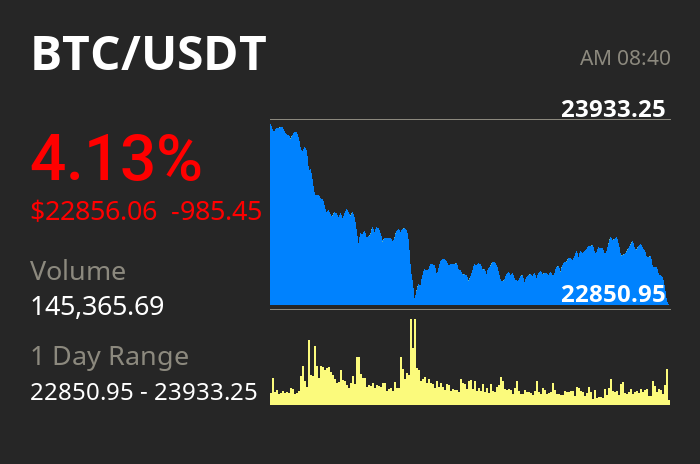 BTC/USDT
AM 08:40
23933.25
4.13%
$22856.06 -985.45
Volume
145,365.69
22850.95
1 Day Range
22850.95 - 23933.25